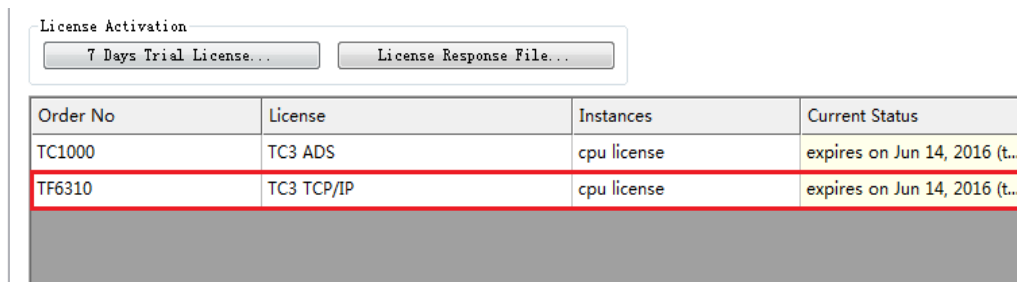 License Activation
7 Days Trial License... License Response File...
Order No License Instances Current Status
TC1000 TC3 ADS cpu license expires on Jun 14, 2016 (t...
TF6310 TC3 TCP/IP cpu license expires on Jun 14, 2016 (t...